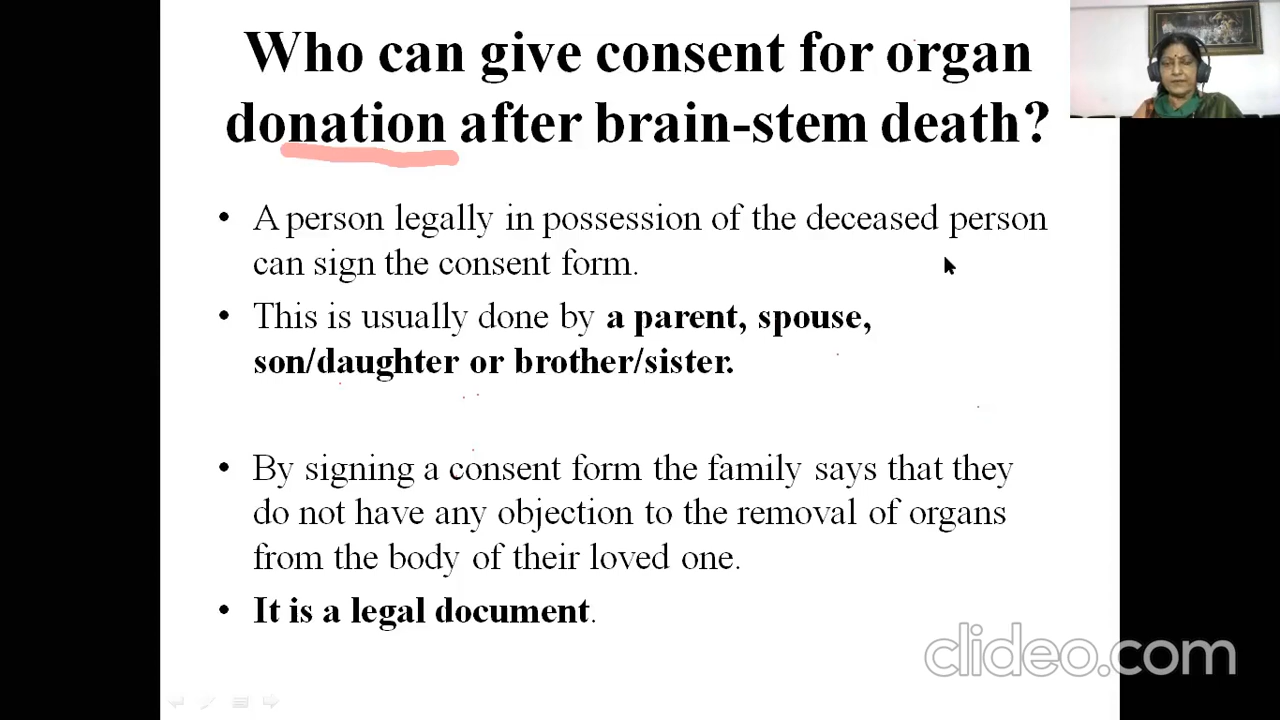 Who can give consent for organ
donation after brain-stem death?
• A person legally in possession of the deceased person
can sign the consent form.
• This is usually done by a parent, spouse,
son/daughter or brother/sister.
• By signing a consent form the family says that they
do not have any objection to the removal of organs
from the body of their loved one.
• It is a legal document.
clideo.com